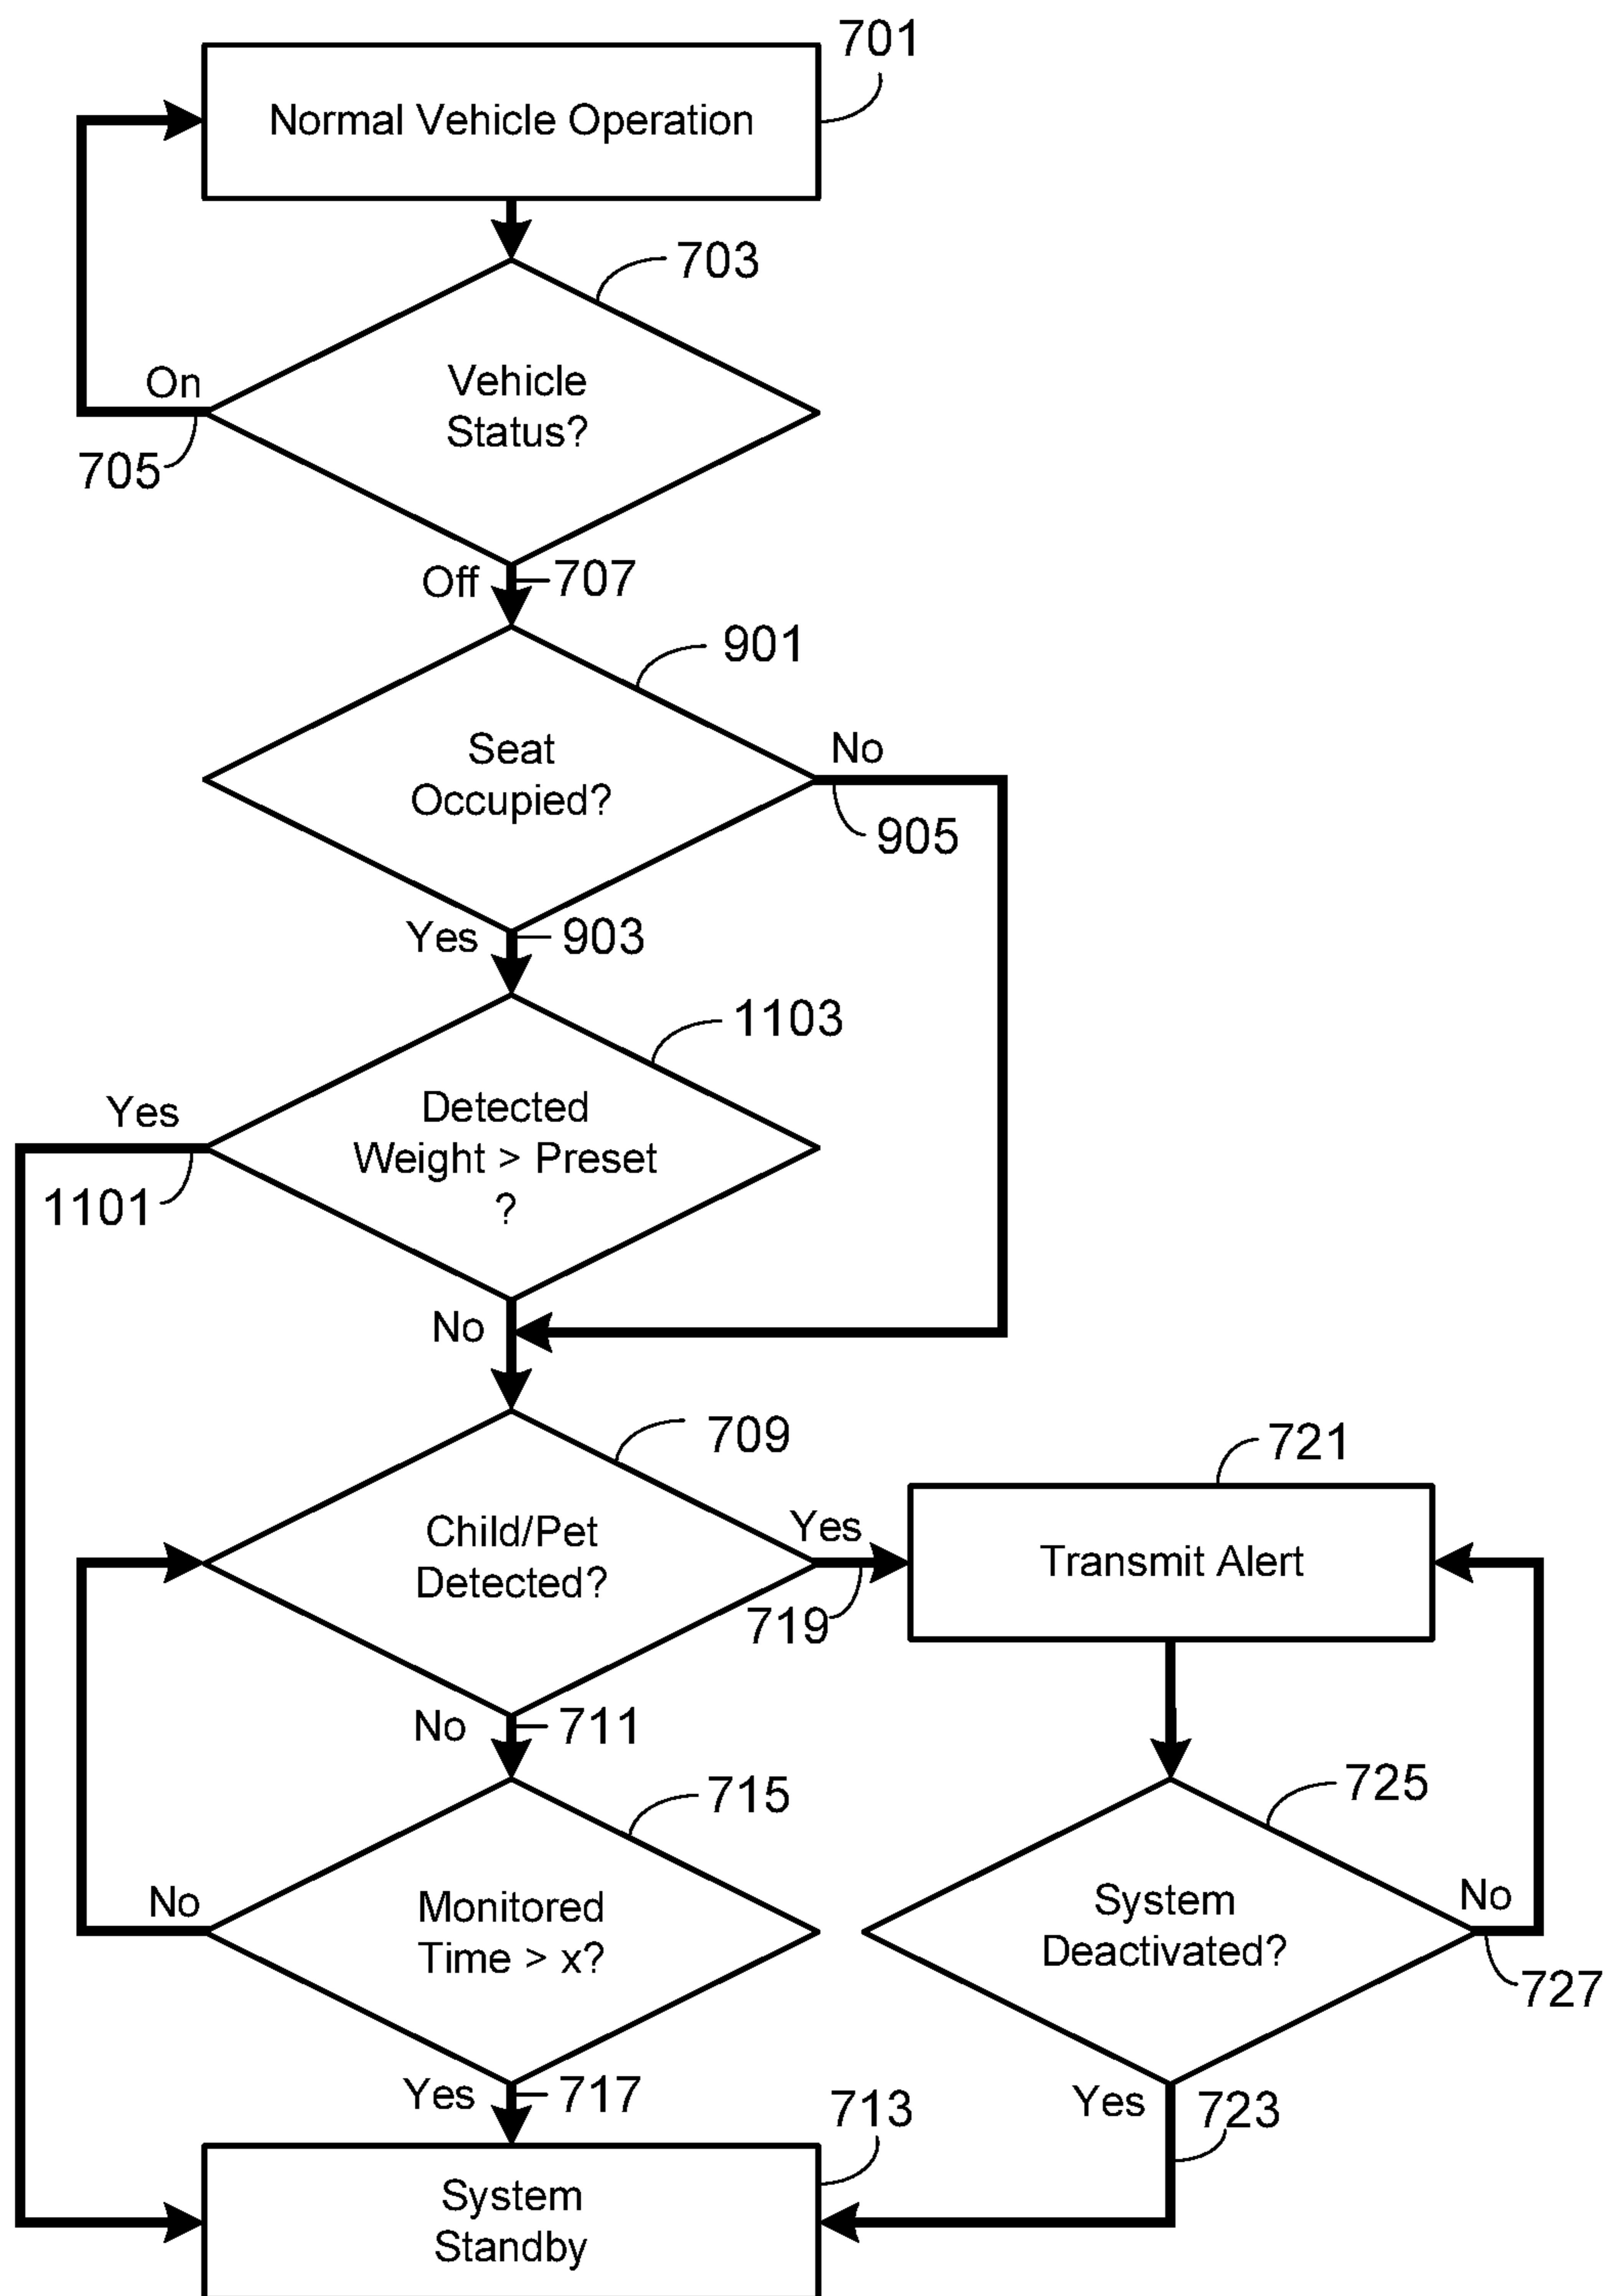 701
Normal Vehicle Operation
703
On
Vehicle
Status?
705
Off
707
901
Seat
Occupied?
No
905
Yes
903
1103
Yes
Detected
Weight > Preset
?
1101
No
709
721
Child/Pet
Detected?
Yes
719
Transmit Alert
No
711
715
725
No
Monitored
Time > x?
System
Deactivated?
No
727
Yes
717
713
Yes
723
System
Standby